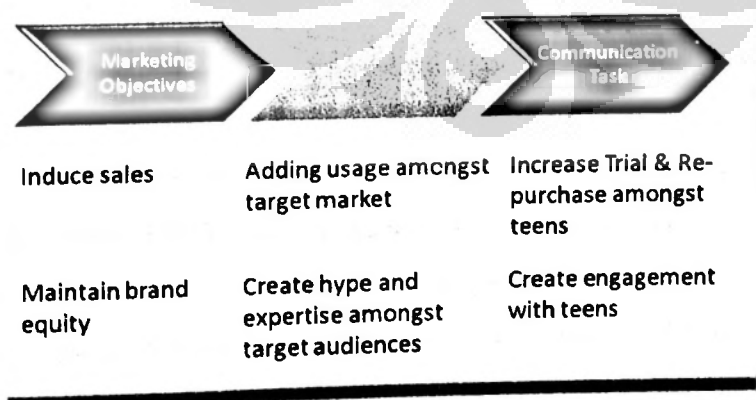 Marketing
Objectives
Communication
Task
Induce sales
Adding usage amongst
target market
Increase Trial & Re-
purchase amongst
teens
Maintain brand
equity
Create hype and
expertise amongst
target audiences
Create engagement
with teens